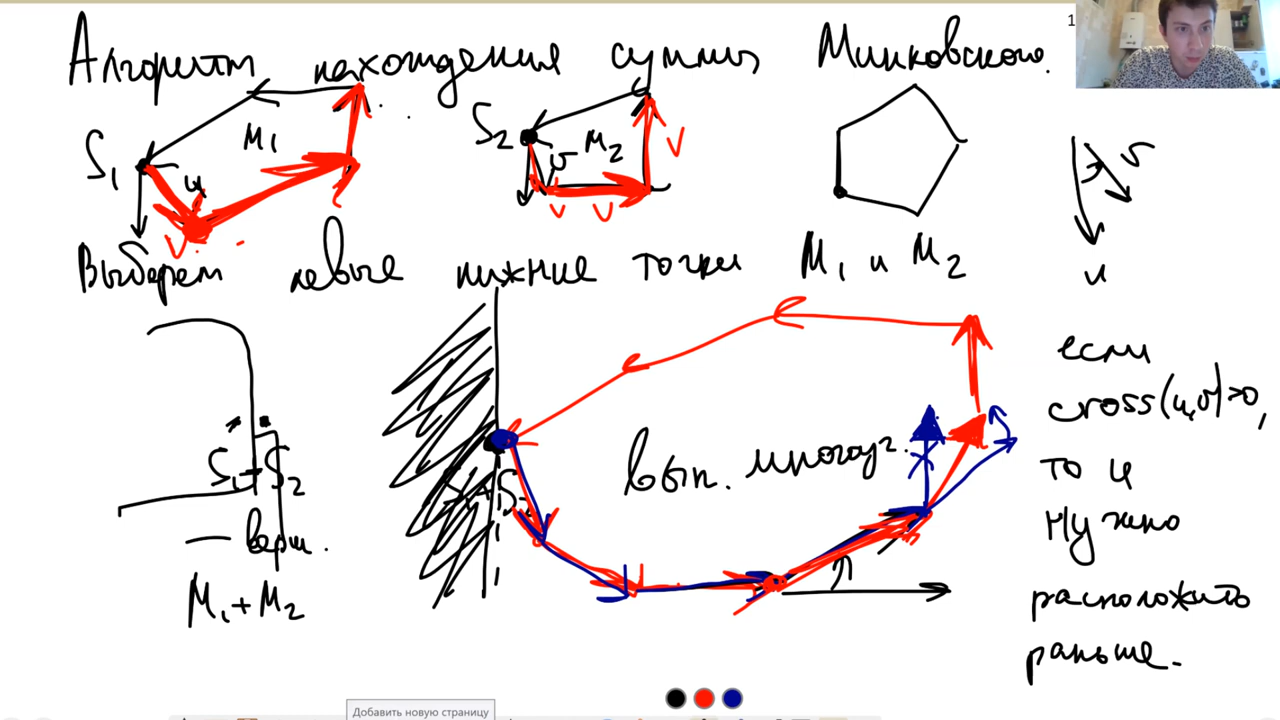 Алгоритм нахождения суммы Минковского.
1
S₁ M₁ u
V
S₂ M₂ v
V V V
v
u
Выберем левые нижние точки M₁ и M₂
S₁+S₂
— верш.
M₁+M₂
вып. многоуг.
если
cross(u,v)>0,
то u
нужно
расположить
раньше.
Добавить новую страницу